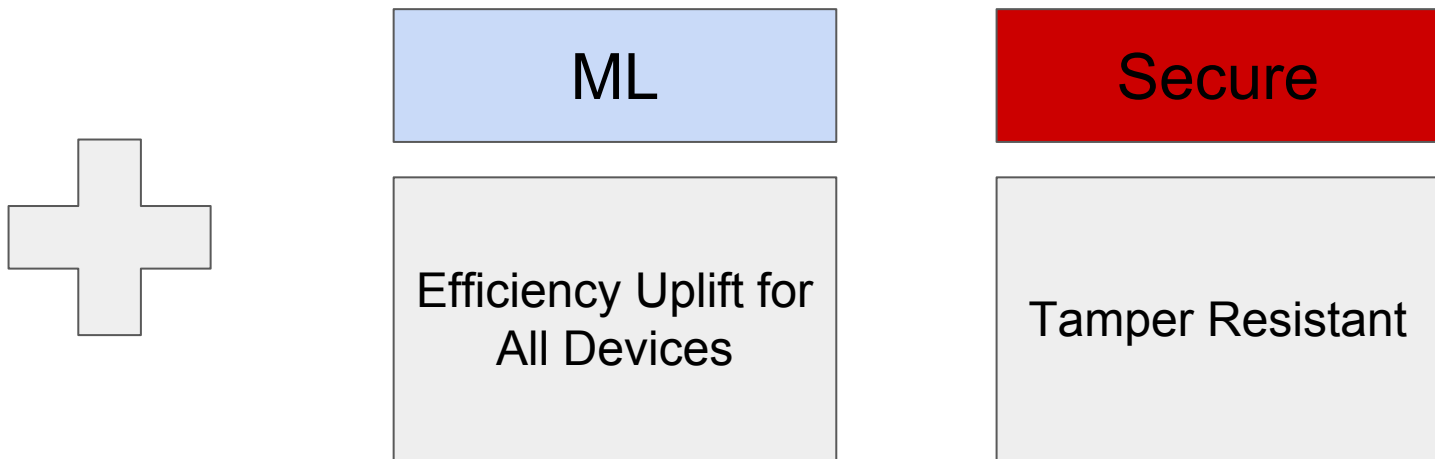 ML
Secure
Efficiency Uplift for
All Devices
Tamper Resistant